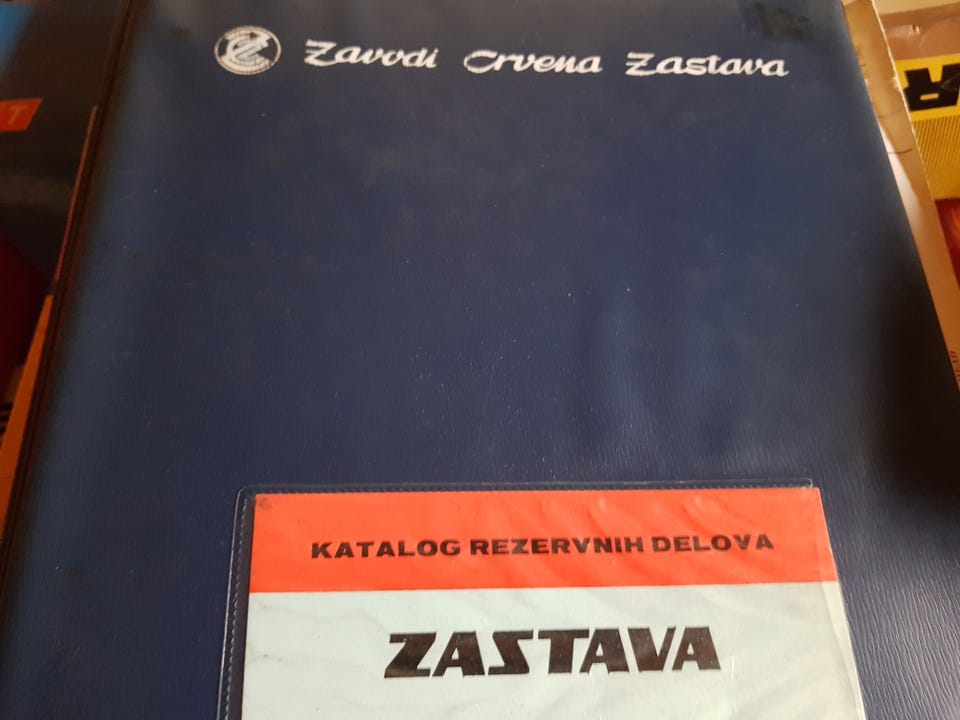 Zavodi Crvena Zastava
KATALOG REZERVNIH DELOVA
ZASTAVA